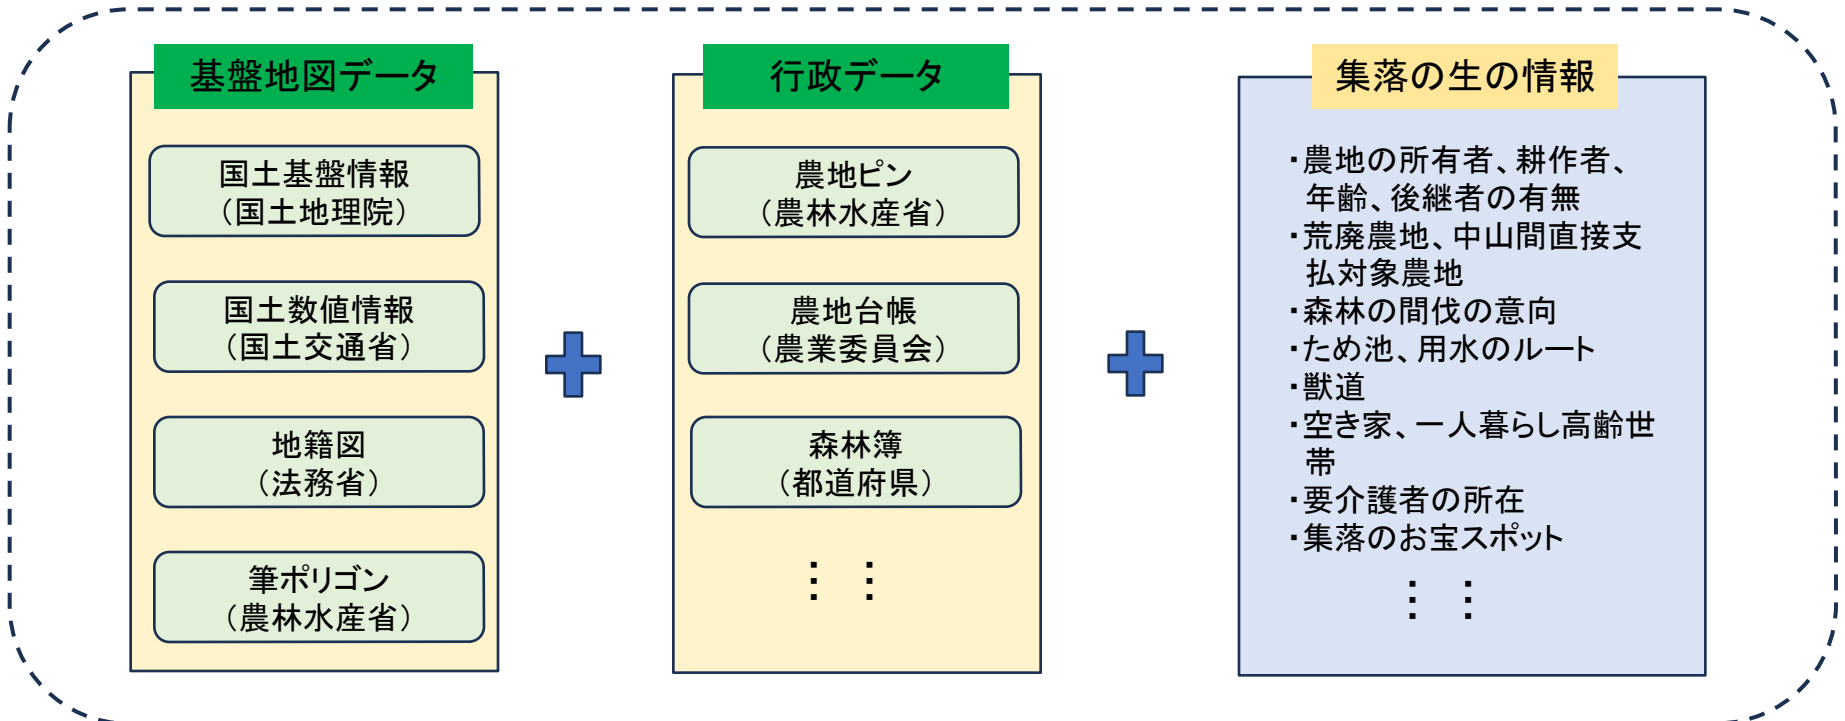 基盤地図データ
国土基盤情報
（国土地理院）
国土数値情報
（国土交通省）
地籍図
（法務省）
筆ポリゴン
（農林水産省）
行政データ
農地ピン
（農林水産省）
農地台帳
（農業委員会）
森林簿
（都道府県）
⋮ ⋮
集落の生の情報
・農地の所有者、耕作者、
年齢、後継者の有無
・荒廃農地、中山間直接支
払対象農地
・森林の間伐の意向
・ため池、用水のルート
・獣道
・空き家、一人暮らし高齢世
帯
・要介護者の所在
・集落のお宝スポット
⋮ ⋮